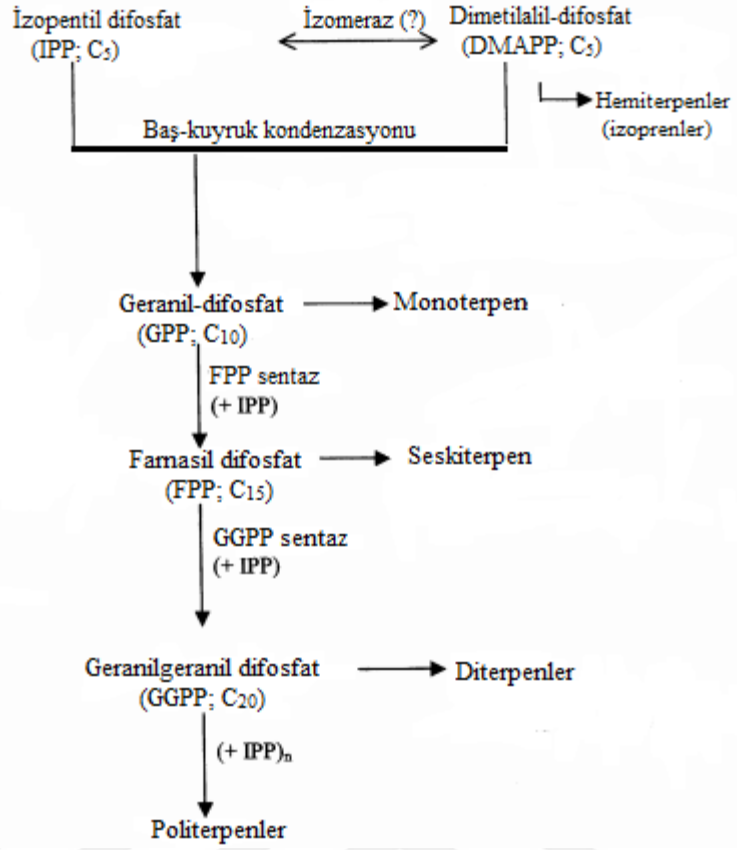 İzopentil difosfat
(IPP; C5)
İzomeraz (?)
Dimetilalil-difosfat
(DMAPP; C5)
Hemiterpenler
(izoprenler)
Baş-kuyruk kondenzasyonu
Geranil-difosfat
(GPP; C10)
Monoterpen
FPP sentaz
(+ IPP)
Farnasil difosfat
(FPP; C15)
Seskiterpen
GGPP sentaz
(+ IPP)
Geranilgeranil difosfat
(GGPP; C20)
Diterpenler
(+ IPP)n
Politerpenler